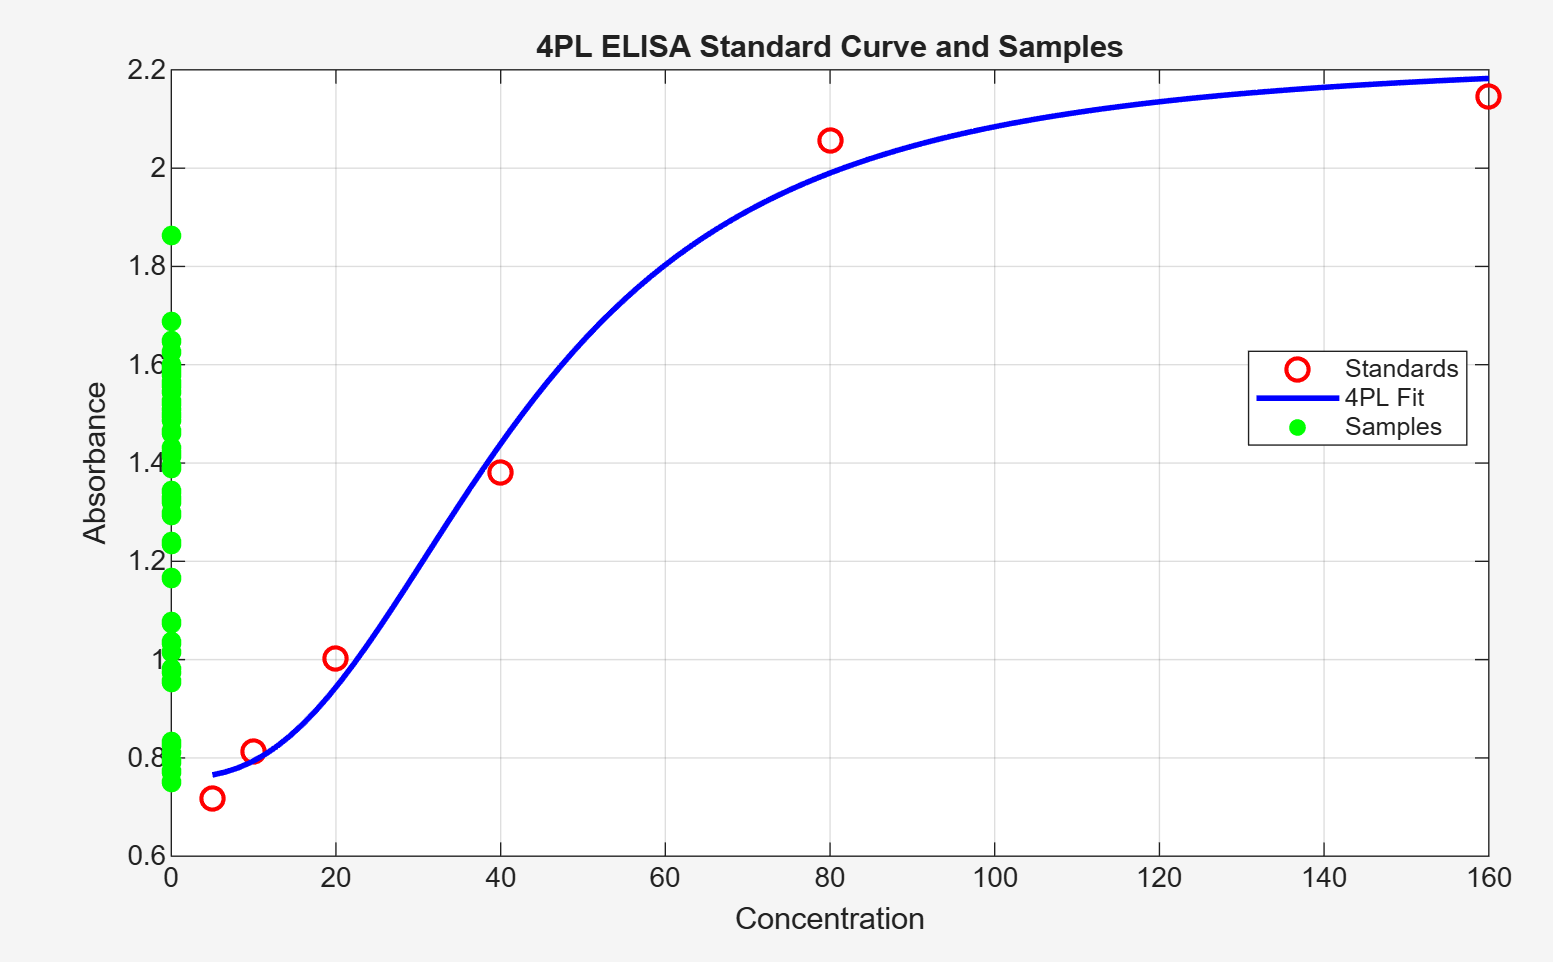 4PL ELISA Standard Curve and Samples
2.2
2
1.8
1.6
1.4
1.2
1
0.8
0.6
Absorbance
Standards
4PL Fit
Samples
0 20 40 60 80 100 120 140 160
Concentration